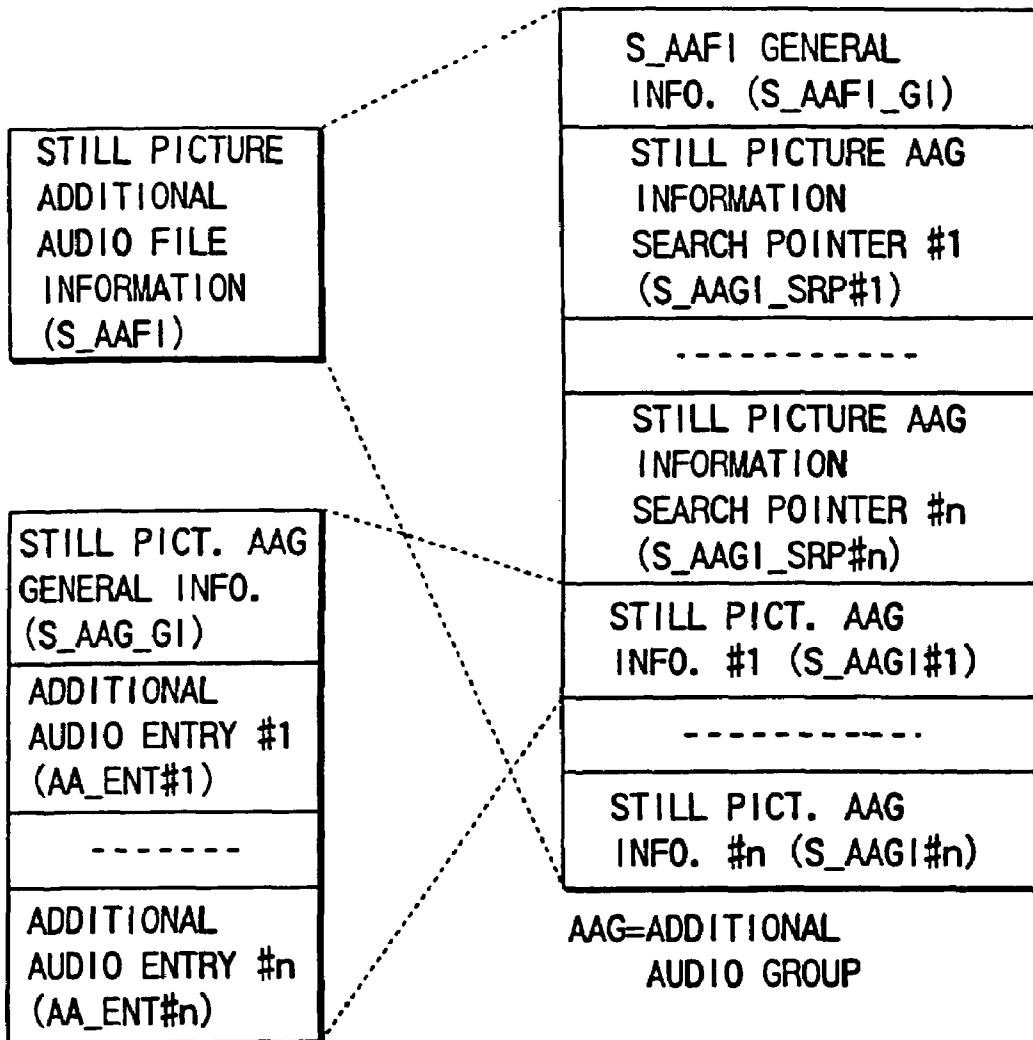 STILL PICTURE
ADDITIONAL
AUDIO FILE
INFORMATION
(S_AAFI)
STILL PICT. AAG
GENERAL INFO.
(S_AAG_GI)
ADDITIONAL
AUDIO ENTRY #1
(AA_ENT#1)
ADDITIONAL
AUDIO ENTRY #n
(AA_ENT#n)
S_AAFI GENERAL
INFO. (S_AAFI_GI)
STILL PICTURE AAG
INFORMATION
SEARCH POINTER #1
(S_AAGI_SRP#1)
STILL PICTURE AAG
INFORMATION
SEARCH POINTER #n
(S_AAGI_SRP#n)
STILL PICT. AAG
INFO. #1 (S_AAGI#1)
STILL PICT. AAG
INFO. #n (S_AAGI#n)
AAG=ADDITIONAL
AUDIO GROUP